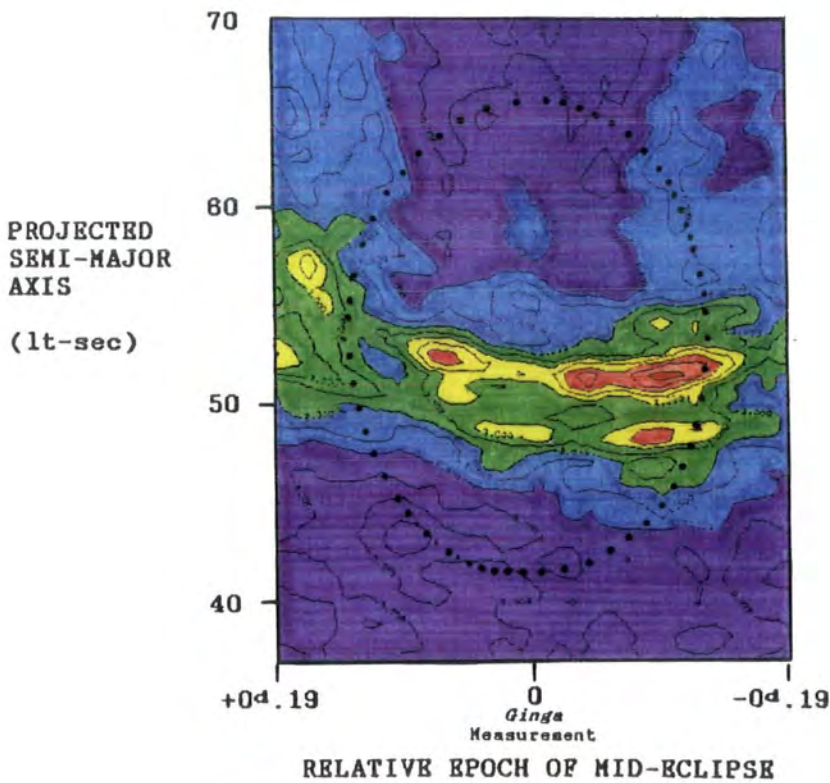 70
60
PROJECTED
SEMI-MAJOR
AXIS
(lt-sec)
50
40
+0d.19
0
-0d.19
Ginga
Measurement
RELATIVE EPOCH OF MID-ECLIPSE